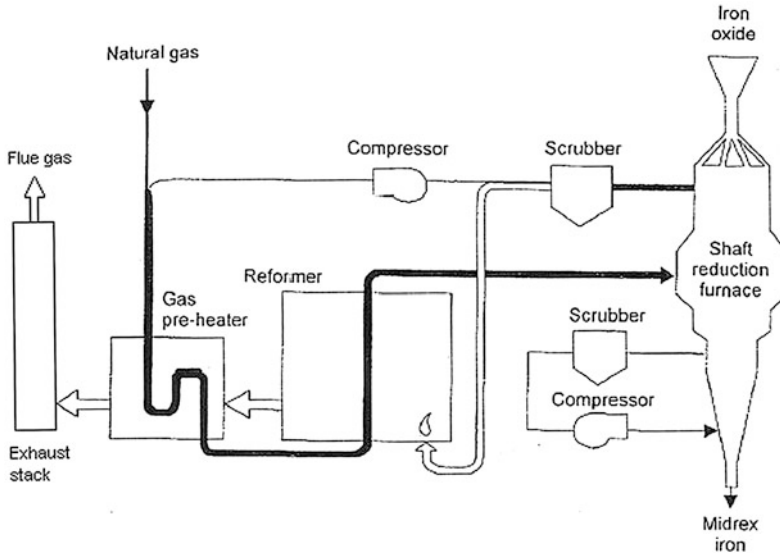 Iron
oxide
Natural gas
Compressor
Scrubber
Flue gas
Shaft
reduction
furnace
Reformer
Gas
pre-heater
Scrubber
Compressor
Exhaust
stack
Midrex
iron